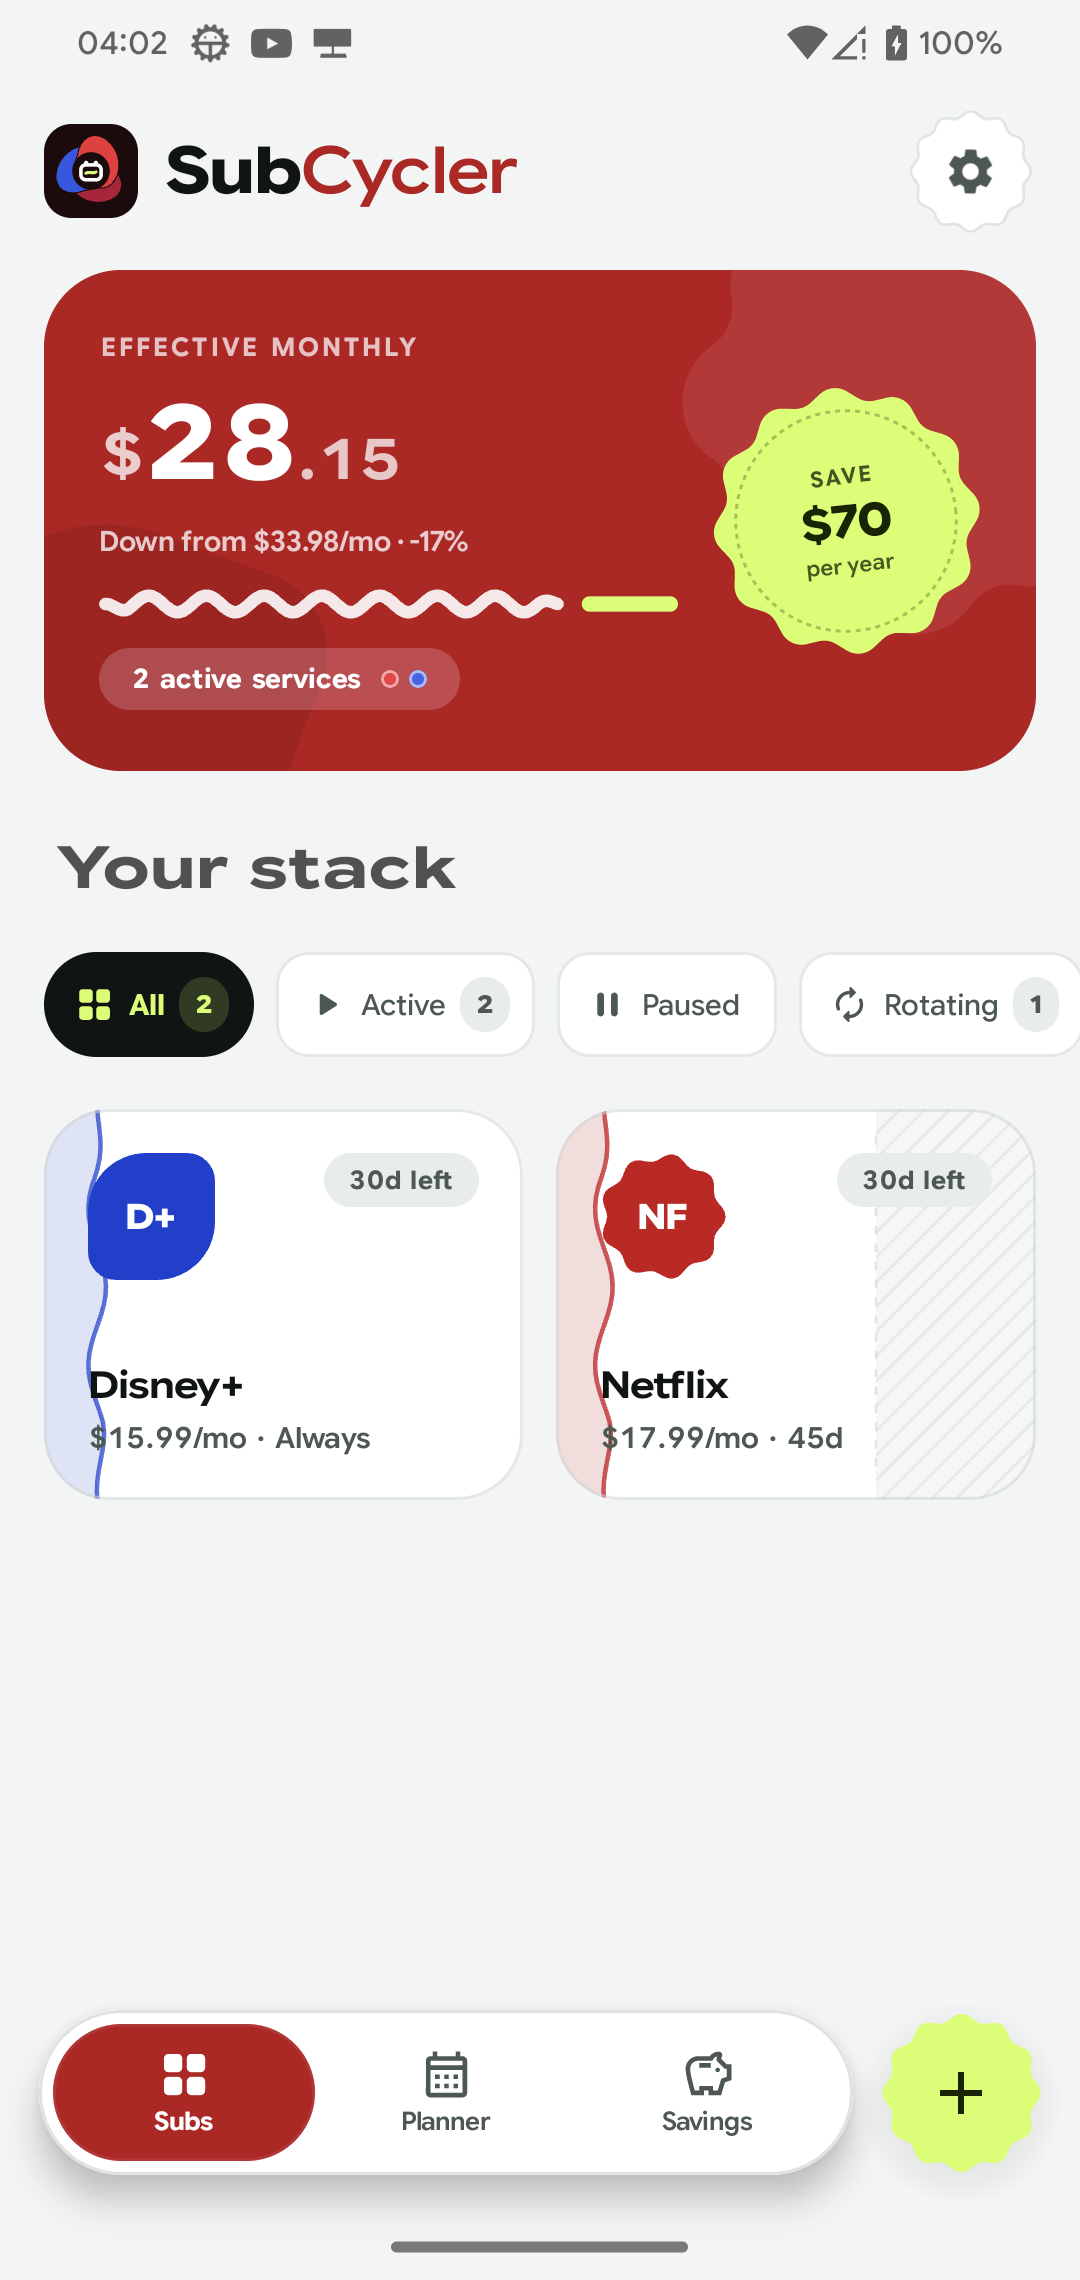 04:02
100%
SubCycler
EFFECTIVE MONTHLY
$28.15
Down from $33.98/mo · -17%
SAVE
$70
per year
2 active services
Your stack
All 2
Active 2
Paused
Rotating 1
D+
30d left
Disney+
$15.99/mo · Always
NF
30d left
Netflix
$17.99/mo · 45d
Subs
Planner
Savings